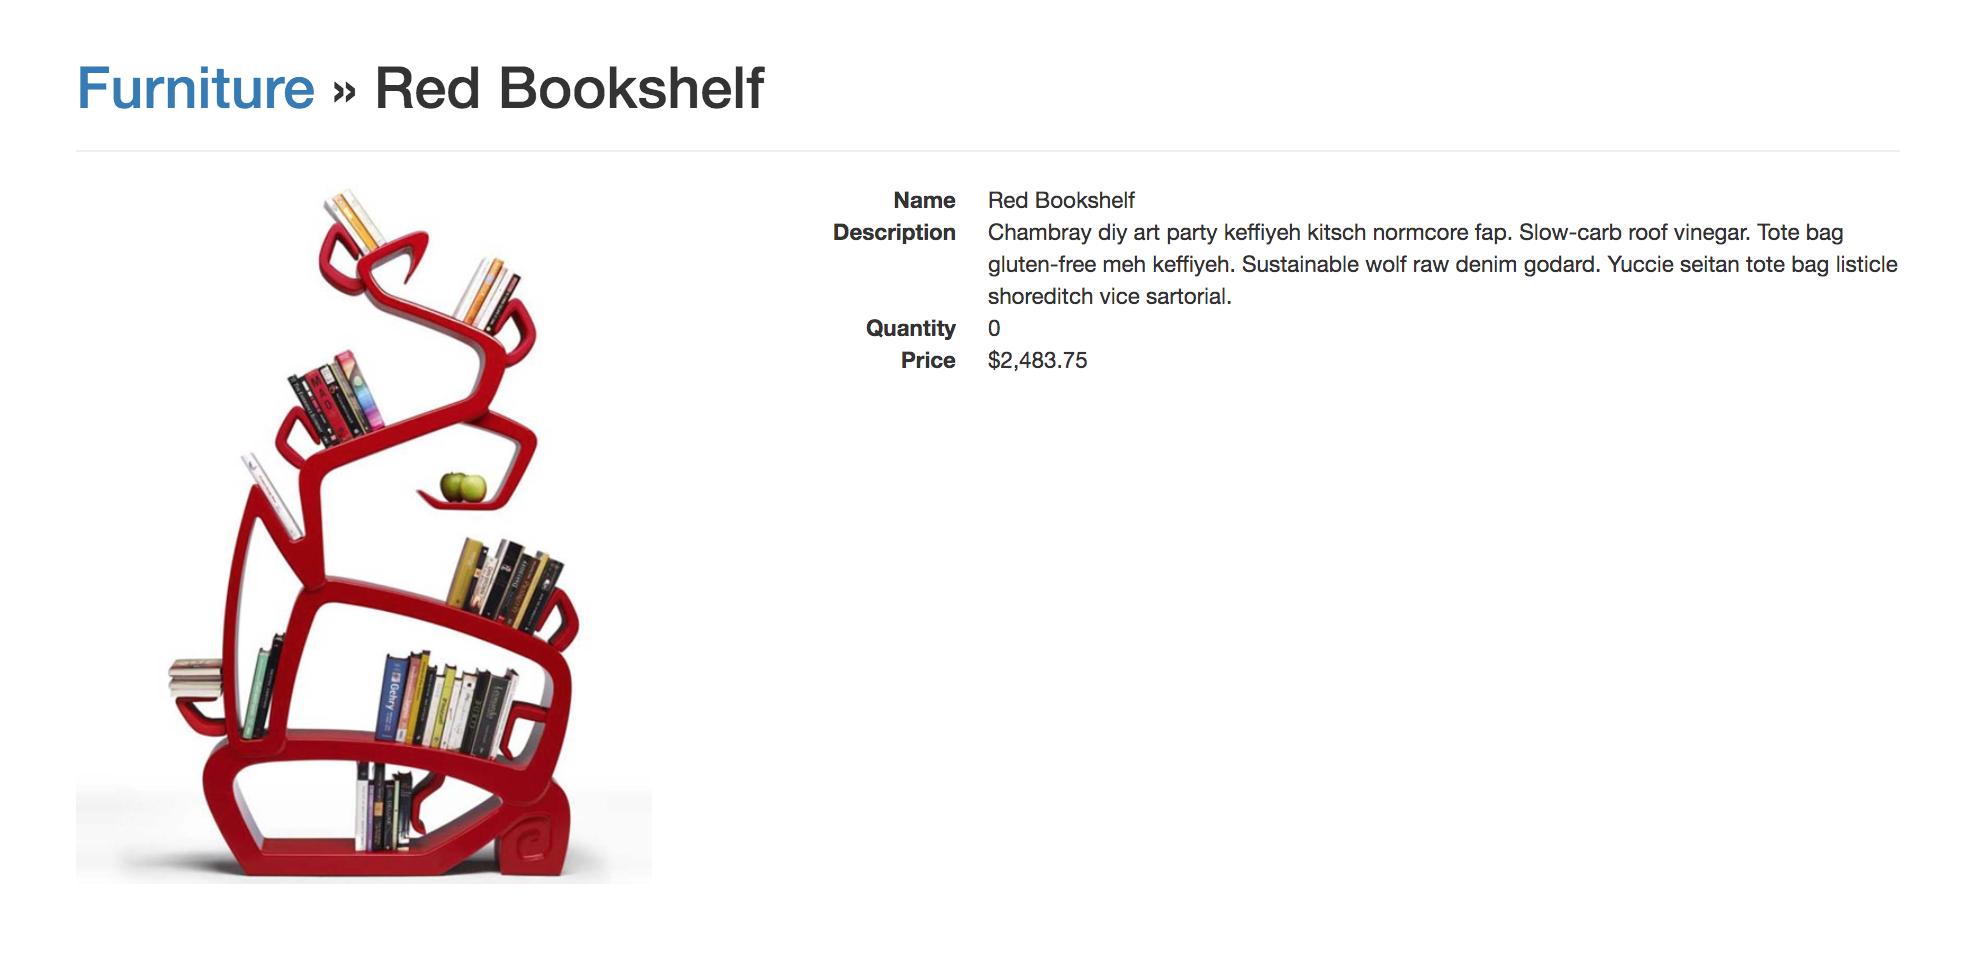 Furniture » Red Bookshelf
Name Red Bookshelf
Description Chambray diy art party keffiyeh kitsch normcore fap. Slow-carb roof vinegar. Tote bag
gluten-free meh keffiyeh. Sustainable wolf raw denim godard. Yuccie seitan tote bag listicle
shoreditch vice sartorial.
Quantity 0
Price $2,483.75
MAD
Gehry